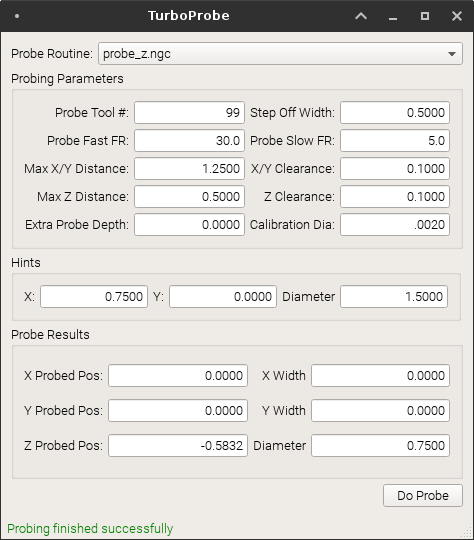 TurboProbe
Probe Routine: probe_z.ngc
Probing Parameters
Probe Tool #: 99 Step Off Width: 0.5000
Probe Fast FR: 30.0 Probe Slow FR: 5.0
Max X/Y Distance: 1.2500 X/Y Clearance: 0.1000
Max Z Distance: 0.5000 Z Clearance: 0.1000
Extra Probe Depth: 0.0000 Calibration Dia: .0020
Hints
X: 0.7500 Y: 0.0000 Diameter 1.5000
Probe Results
X Probed Pos: 0.0000 X Width 0.0000
Y Probed Pos: 0.0000 Y Width 0.0000
Z Probed Pos: -0.5832 Diameter 0.7500
Do Probe
Probing finished successfully